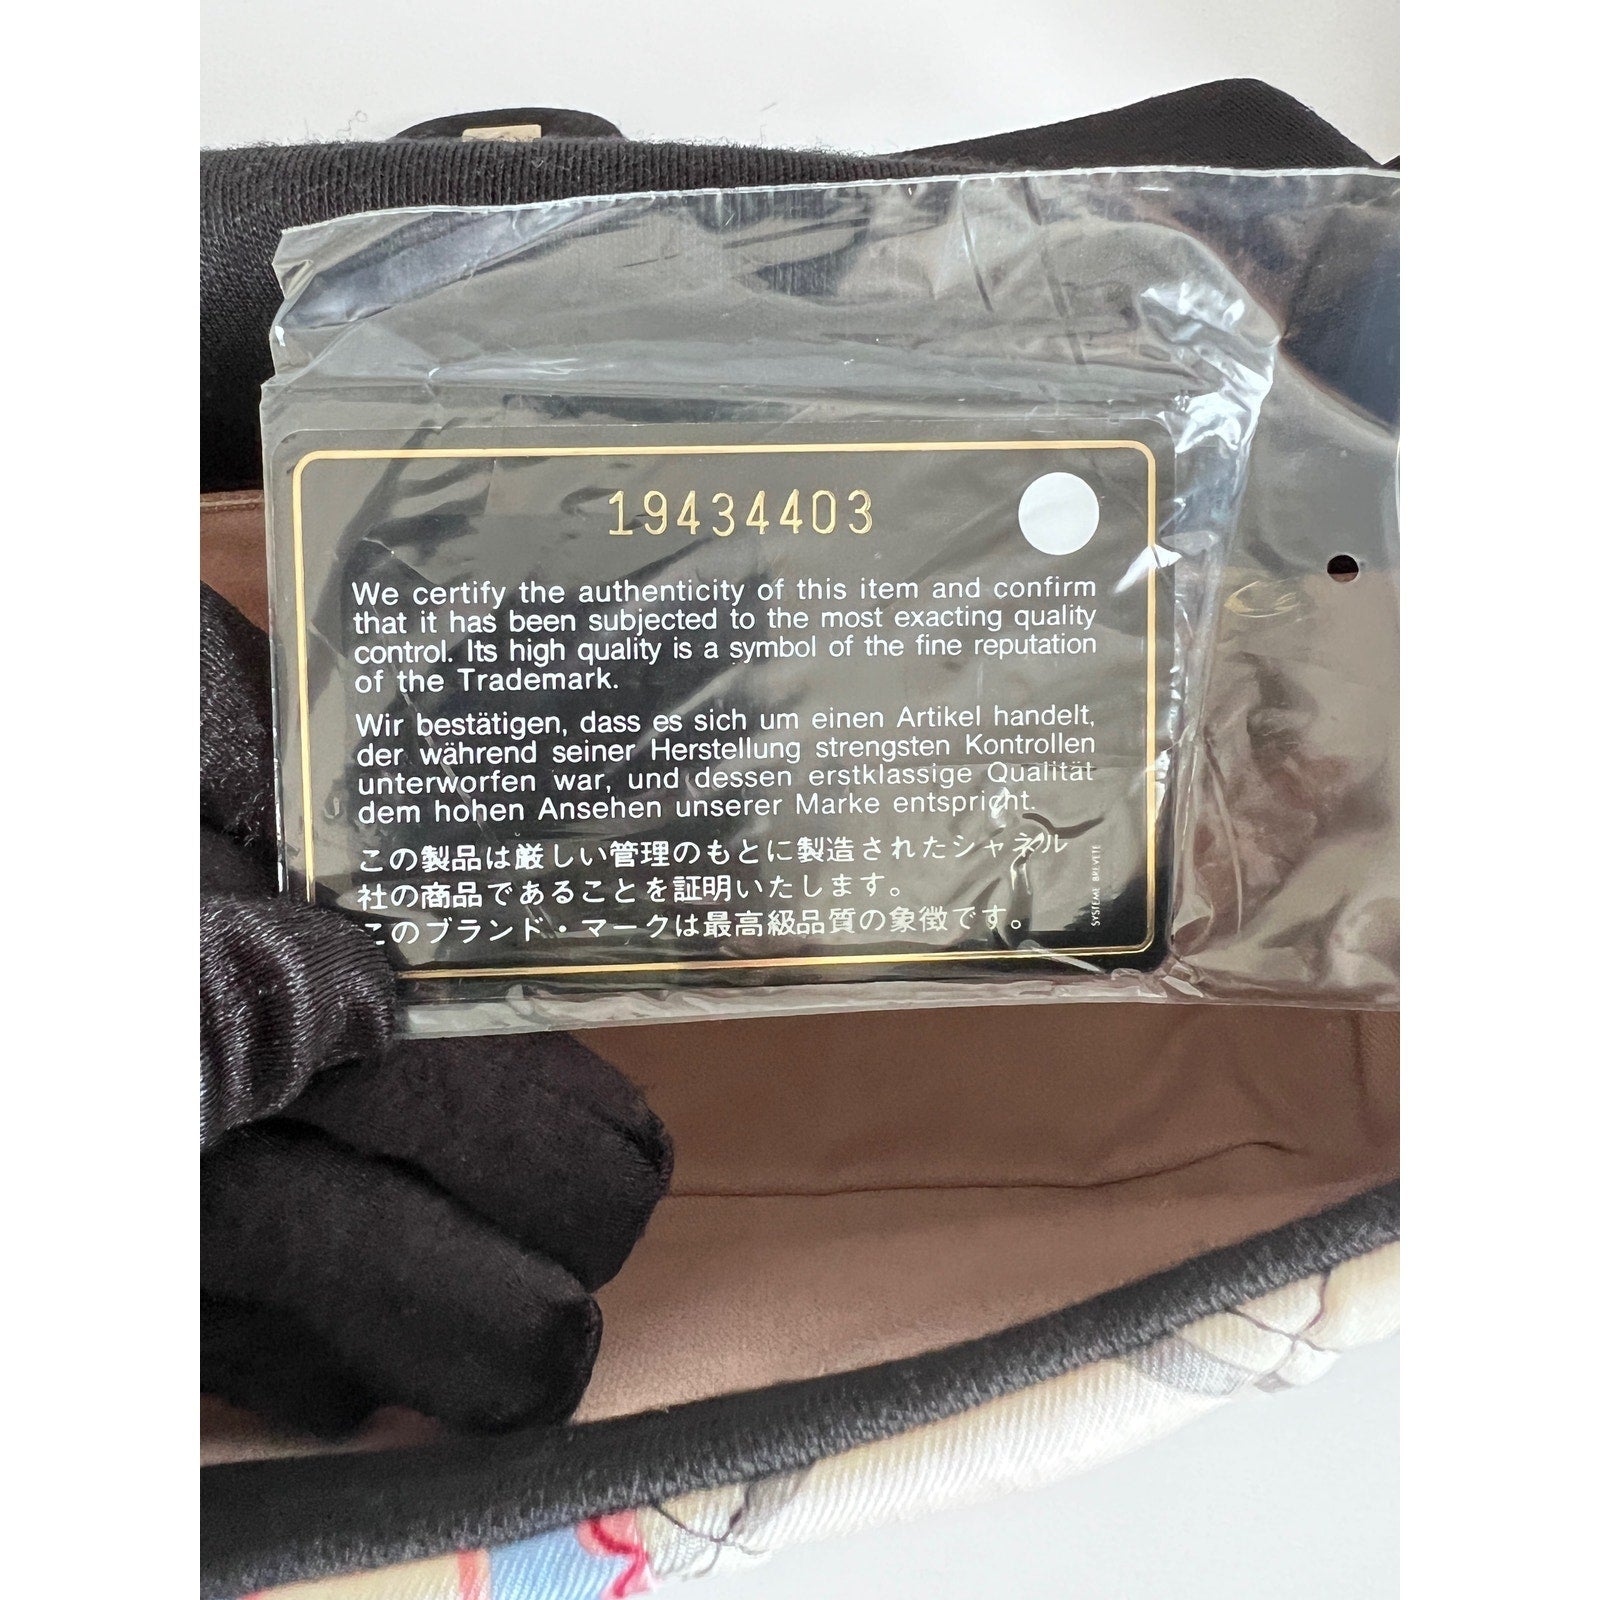 19434403
We certify the authenticity of this item and confirm
that it has been subjected to the most exacting quality
control. Its high quality is a symbol of the fine reputation
of the Trademark.
Wir bestätigen, dass es sich um einen Artikel handelt,
der während seiner Herstellung strengsten Kontrollen
unterworfen war, und dessen erstklassige Qualität
dem hohen Ansehen unserer Marke entspricht.
この製品は厳しい管理のもとに製造されたシャネル
社の商品であることを証明いたします。
このブランド・マークは最高級品質の象徴です。
SYSTEME BREVETE